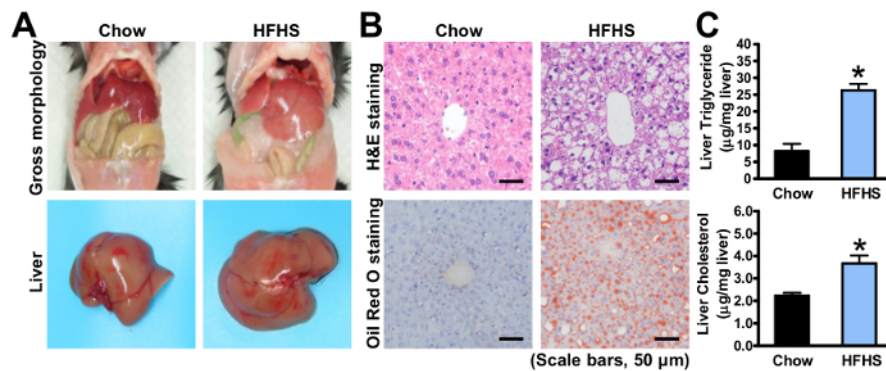 A
Chow
HFHS
Gross morphology
Liver
B
Chow
HFHS
H&E staining
Oil Red O staining
(Scale bars, 50 µm)
C
Liver Triglyceride
(µg/mg liver)
40
35
30
25
20
15
10
5
0
*
Chow
HFHS
Liver Cholesterol
(µg/mg liver)
6.0
5.0
4.0
3.0
2.0
1.0
0.0
*
Chow
HFHS